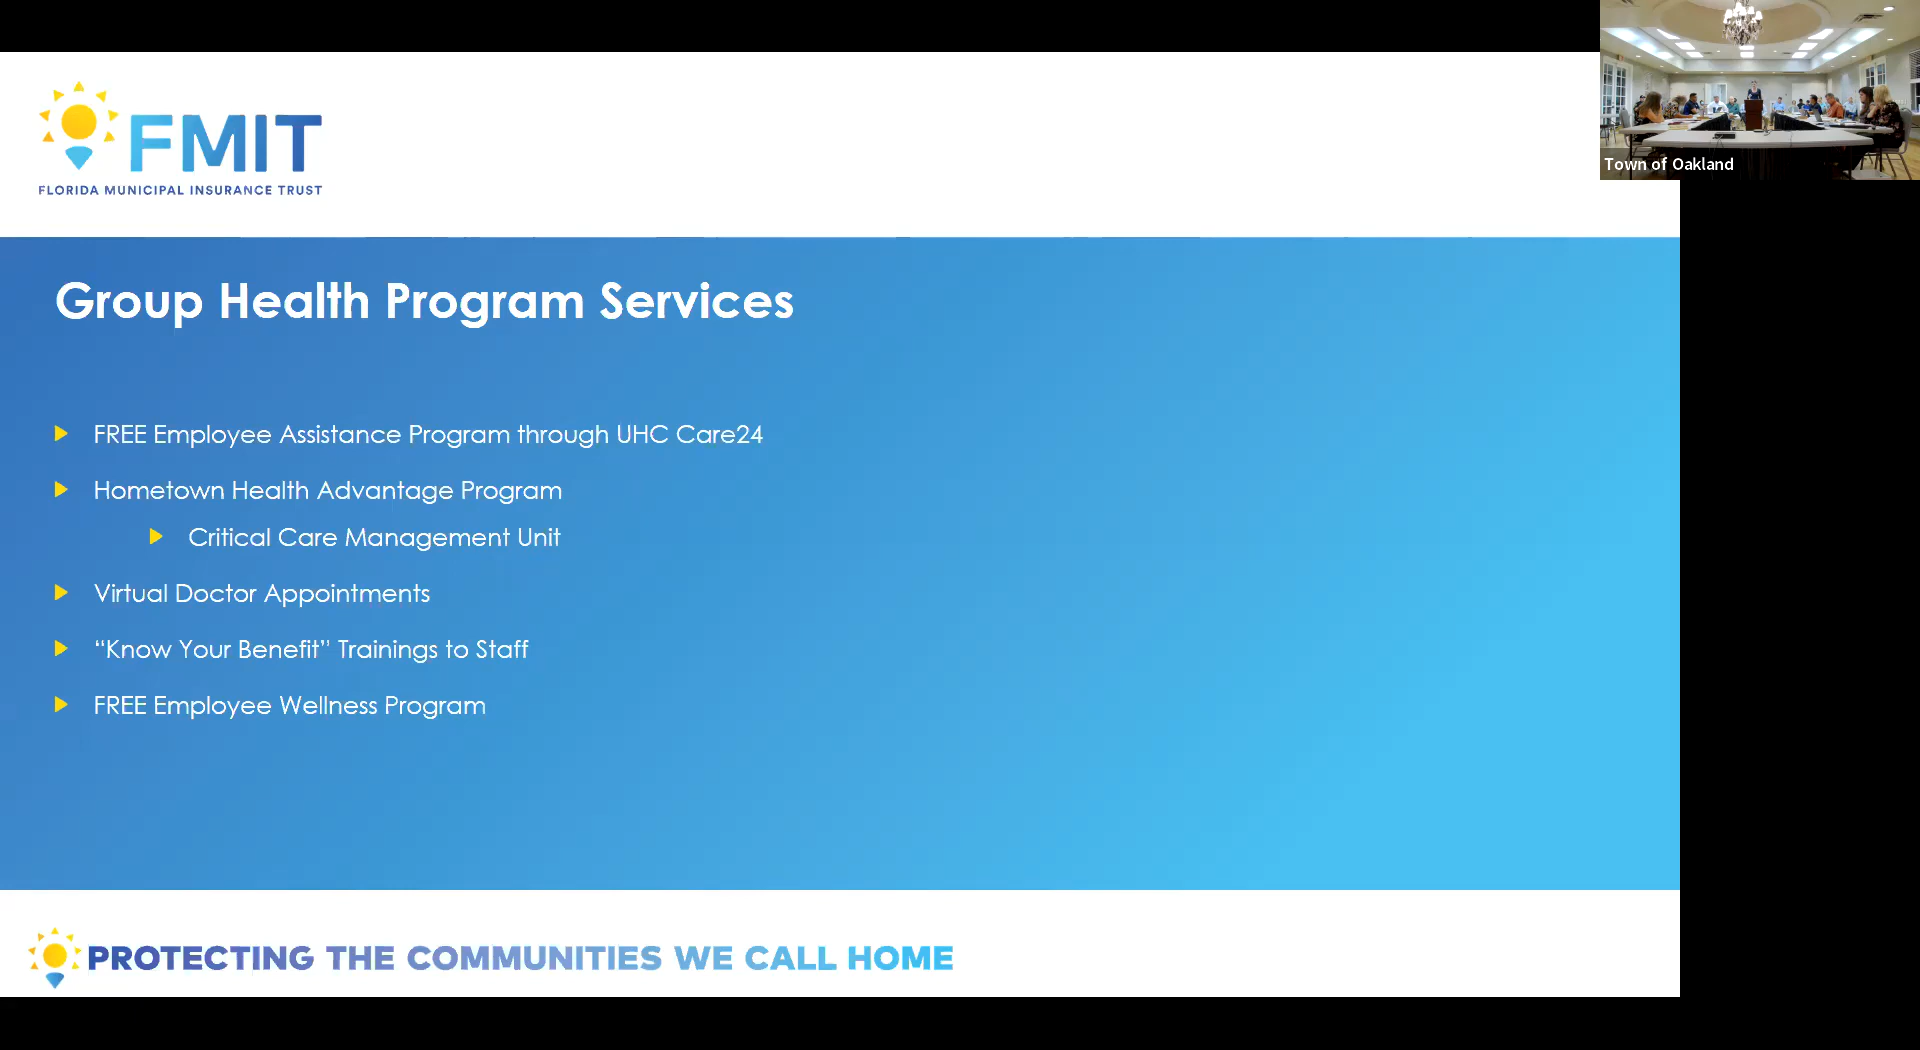 FMIT
FLORIDA MUNICIPAL INSURANCE TRUST
Town of Oakland
Group Health Program Services
FREE Employee Assistance Program through UHC Care24
Hometown Health Advantage Program
Critical Care Management Unit
Virtual Doctor Appointments
“Know Your Benefit” Trainings to Staff
FREE Employee Wellness Program
PROTECTING THE COMMUNITIES WE CALL HOME